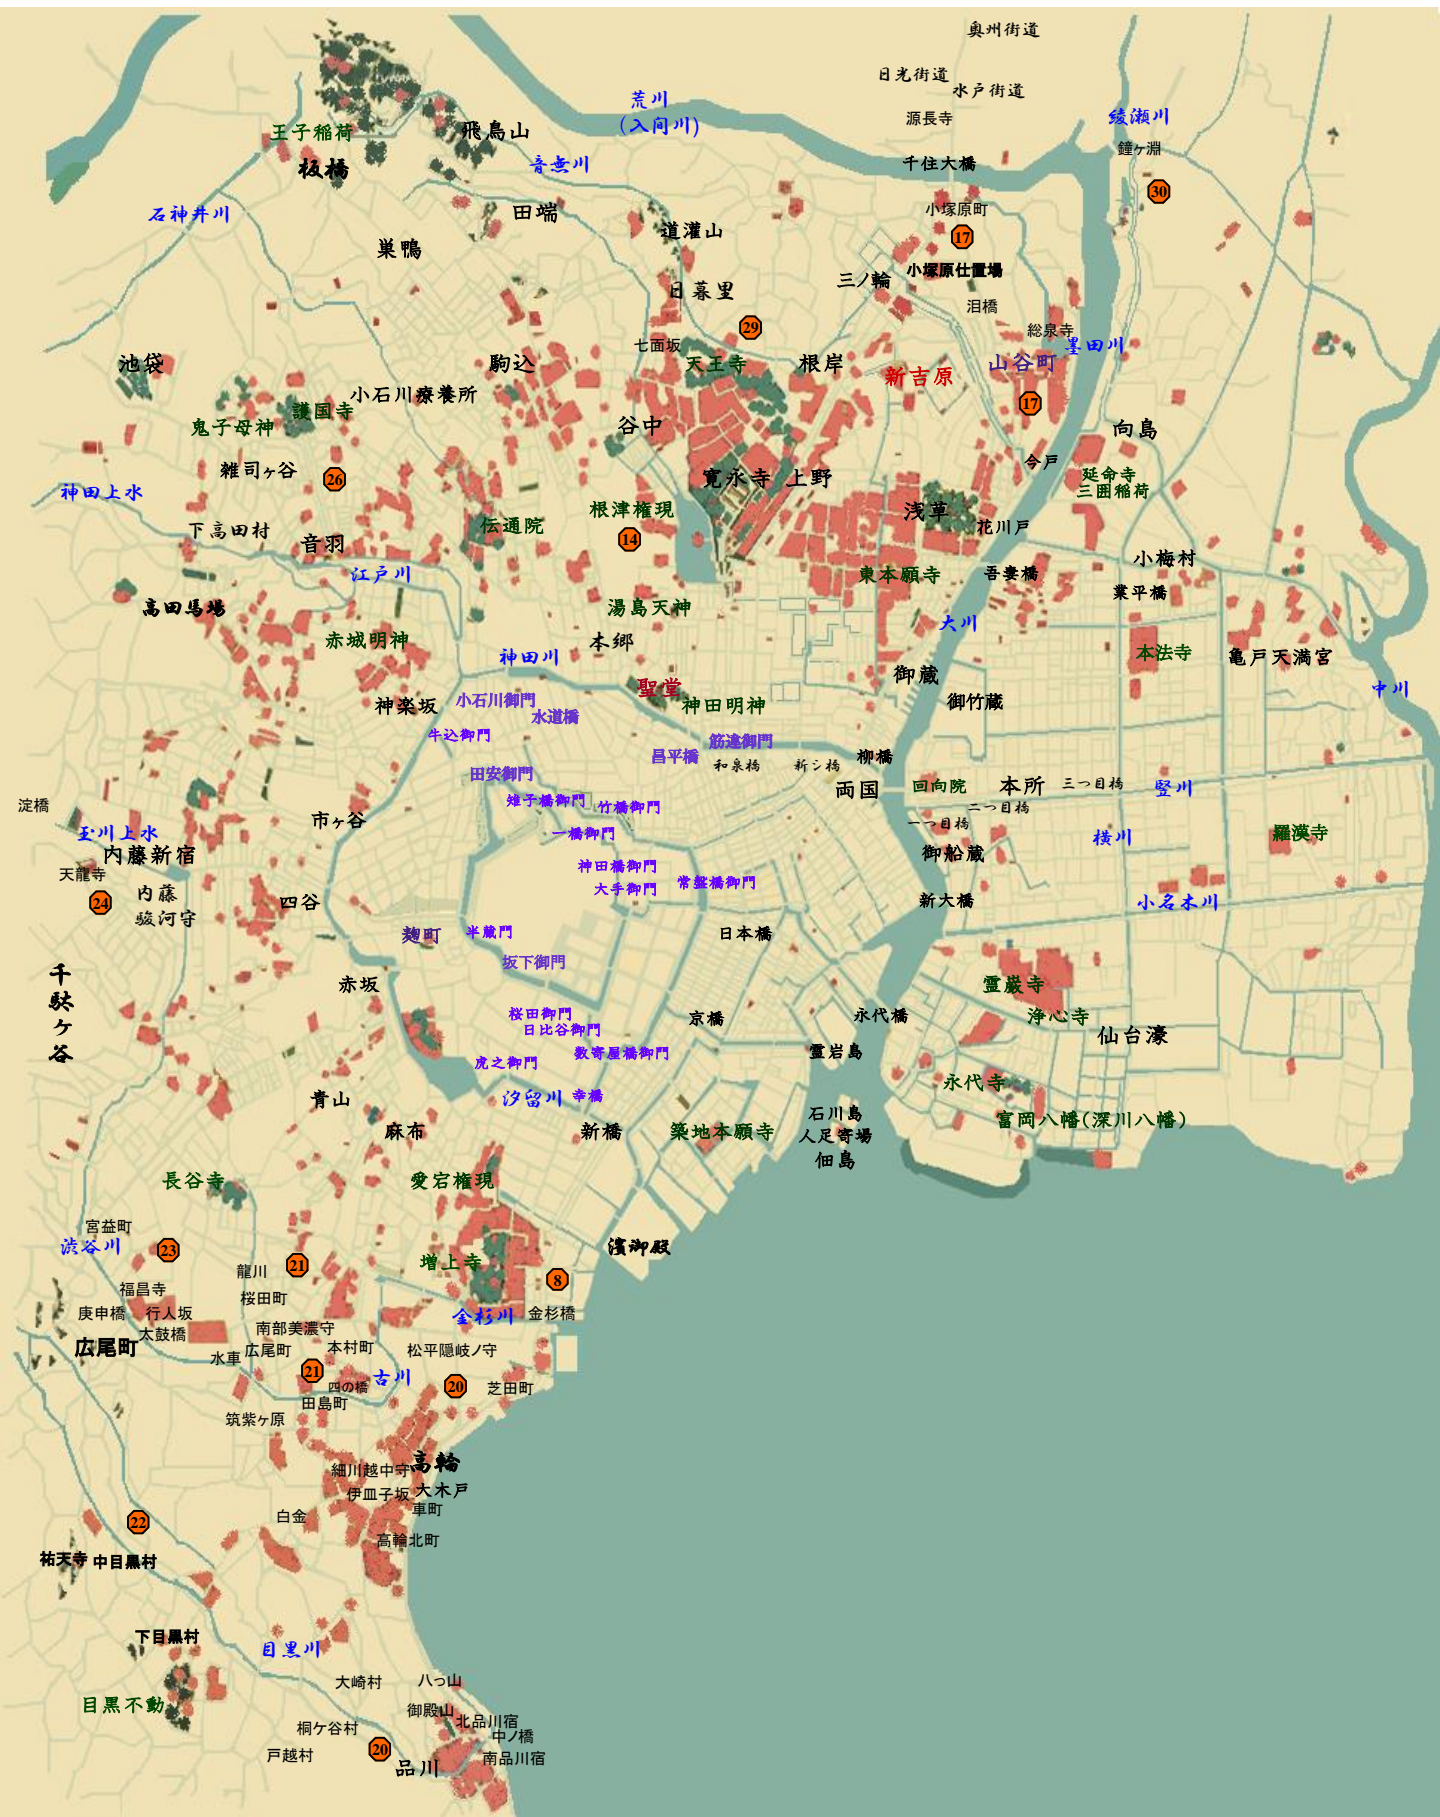 奥州街道
日光街道
水戸街道
荒川
(入间川)
源長寺
綾瀬川
王子稲荷
飛鳥山
鐘ヶ淵
板橋
音無川
千住大橋
30
石神井川
田端
小塚原町
道灌山
17
巣鴨
小塚原仕置場
三ノ輪
日暮里
泪橋
29
総泉寺
七面坂
墨田川
池袋
駒込
天王寺
根岸
新吉原
山谷町
小石川療養所
17
護国寺
鬼子母神
谷中
向島
雑司ヶ谷
26
寛永寺
上野
今戸
延命寺
三囲稲荷
神田上水
根津権現
浅草
下高田村
伝通院
花川戸
音羽
14
小梅村
江戸川
東本願寺
吾妻橋
業平橋
高田馬場
湯島天神
大川
赤城明神
本郷
本法寺
亀戸天満宮
神田川
御蔵
聖堂
中川
神楽坂
小石川御門
神田明神
御竹蔵
水道橋
牛込御門
昌平橋
筋違御門
和泉橋
新シ橋
柳橋
田安御門
両国
回向院
本所
三つ目橋
竪川
淀橋
雉子橋御門
竹橋御門
二つ目橋
市ヶ谷
一つ目橋
玉川上水
一橋御門
横川
羅漢寺
内藤新宿
御船蔵
天龍寺
神田橋御門
24
内藤
駿河守
大手御門
常盤橋御門
四谷
新大橋
小名木川
麹町
半蔵門
日本橋
坂下御門
千駄ヶ谷
赤坂
霊巌寺
桜田御門
京橋
永代橋
浄心寺
日比谷御門
仙台濠
虎之御門
数寄屋橋御門
霊岩島
永代寺
青山
汐留川
幸橋
石川島
人足寄場
佃島
富岡八幡(深川八幡)
麻布
新橋
築地本願寺
長谷寺
愛宕権現
宮益町
渋谷川
23
濱御殿
龍川
21
増上寺
8
福昌寺
桜田町
庚申橋
行人坂
金杉川
金杉橋
太鼓橋
南部美濃守
広尾町
水車
広尾町
本村町
松平隠岐ノ守
21
古川
20
芝田町
四の橋
田島町
筑紫ヶ原
高輪
細川越中守
伊皿子坂
大木戸
車町
白金
22
高輪北町
祐天寺
中目黒村
下目黒村
目黒川
大崎村
八っ山
目黒不動
御殿山
北品川宿
桐ケ谷村
中ノ橋
戸越村
20
品川
南品川宿